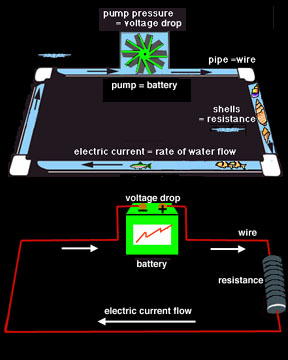 pump pressure
= voltage drop
pipe =wire
pump = battery
shells
= resistance
electric current = rate of water flow
voltage drop
- +
wire
battery
resistance
electric current flow